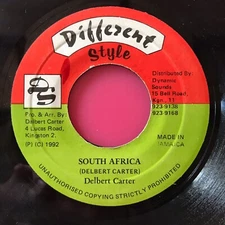 Different
Style
DS
Pro. & Arr. By:
Delbert Carter
4 Lucas Road,
Kingston 2.
(P) (C) 1992
Distributed By:
Dynamic
Sounds
15 Bell Road,
Kgn. 11
923-9138
923-9168
MADE IN
JAMAICA
SOUTH AFRICA
(DELBERT CARTER)
Delbert Carter
UNAUTHORISED COPYING STRICTLY PROHIBITED